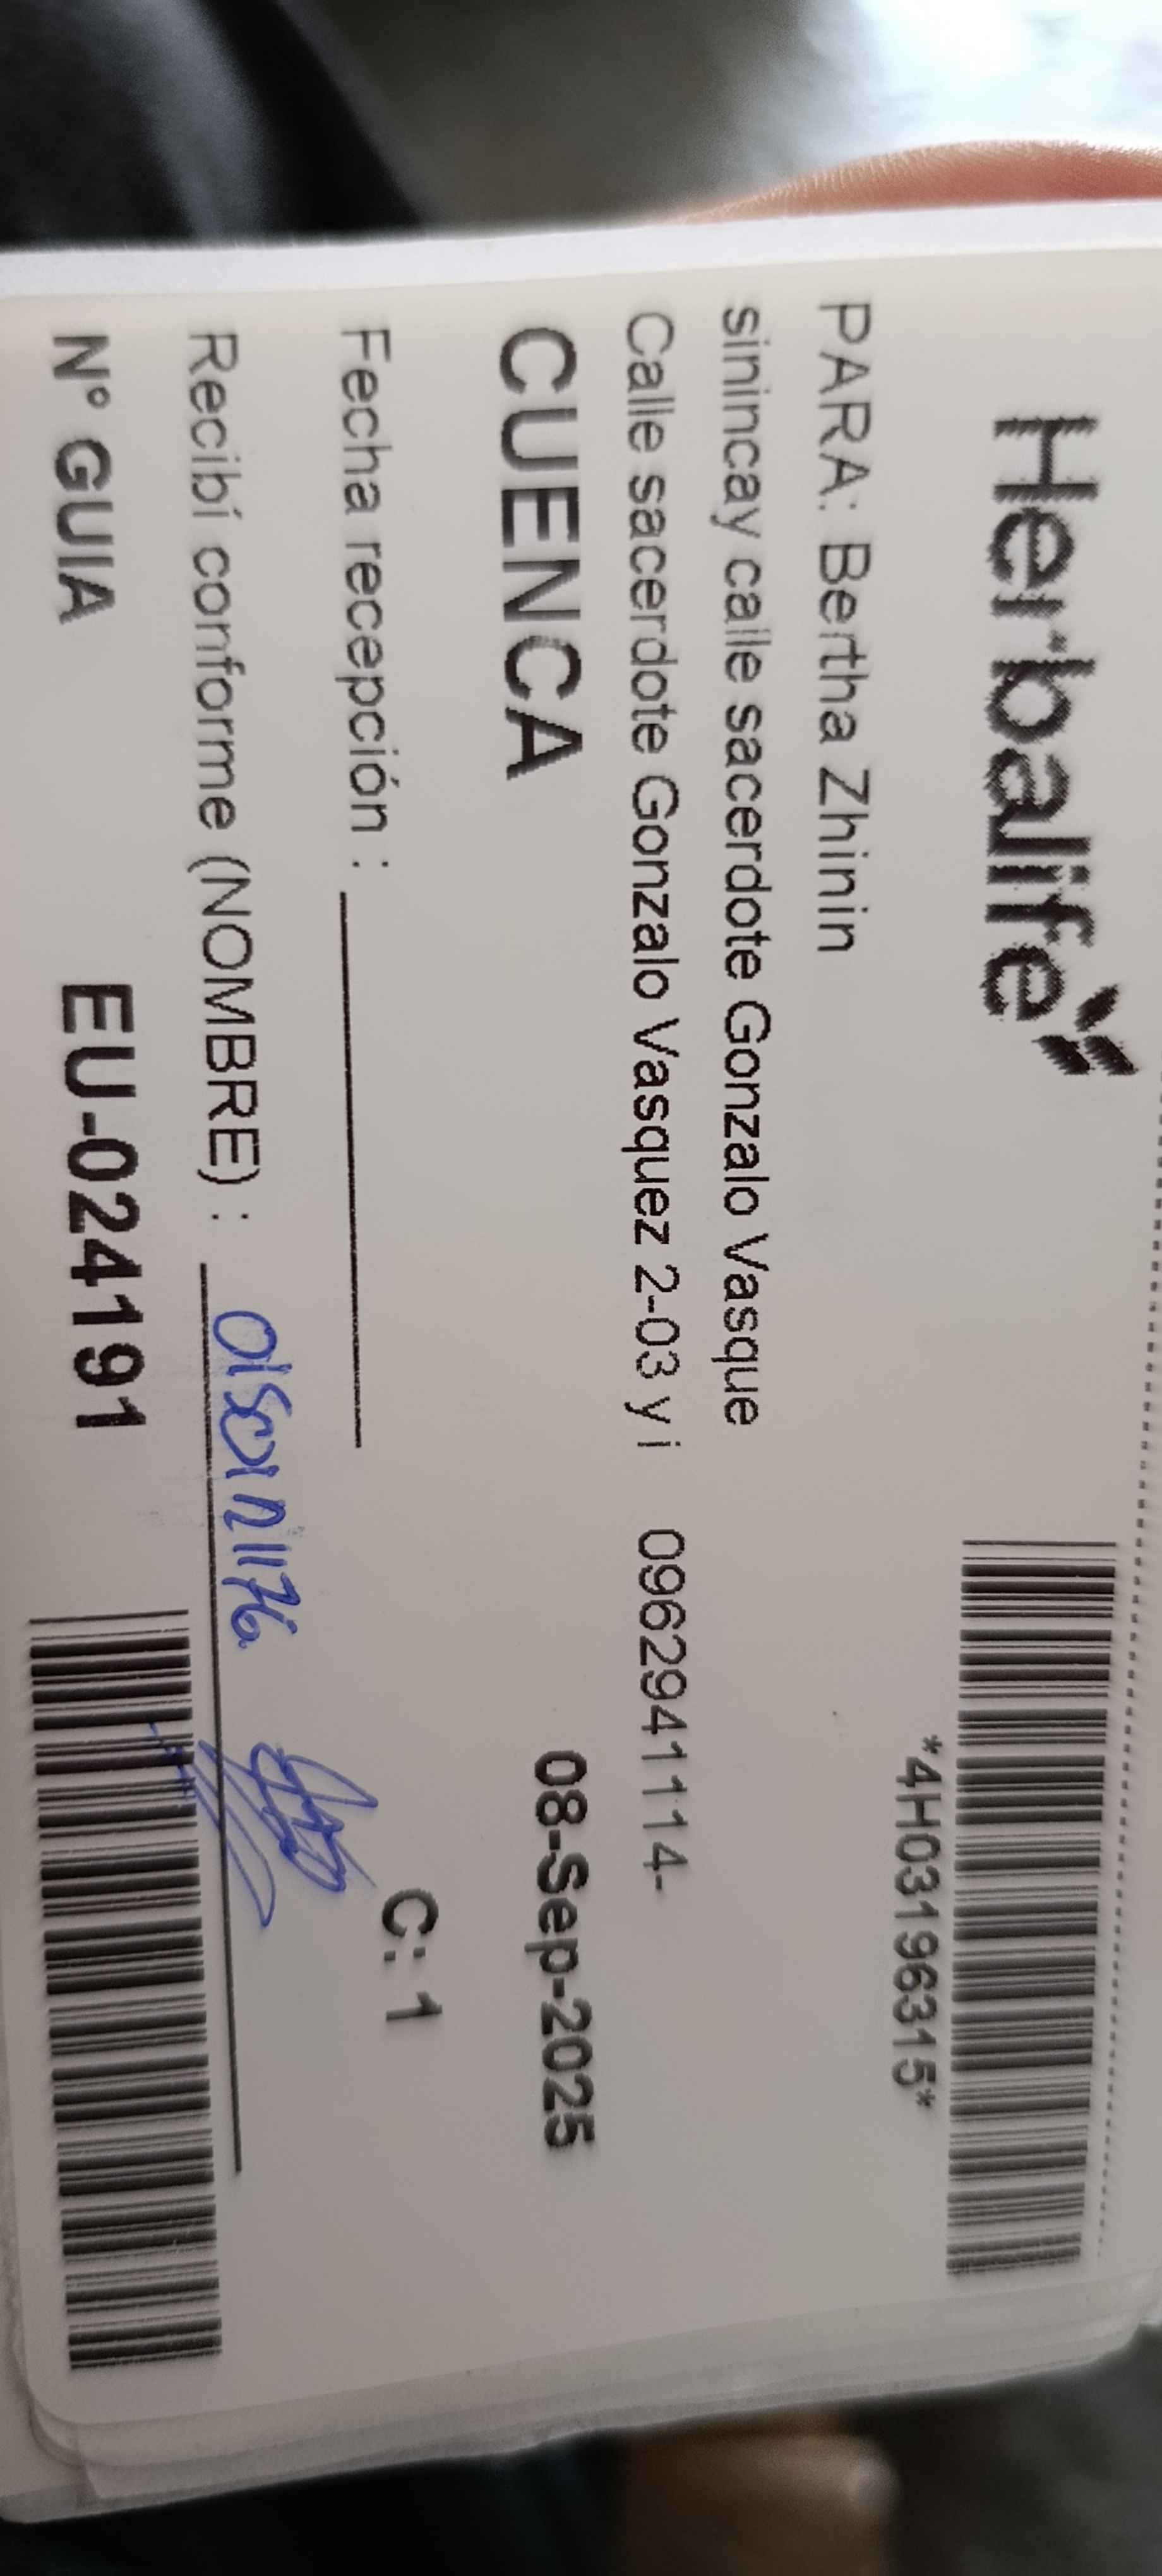 Herbalife
*4H03196315*
PARA: Bertha Zhinin
sinincay calle sacerdote Gonzalo Vasque
Calle sacerdote Gonzalo Vasquez 2-03 y i 0962941114-
CUENCA 08-Sep-2025
Fecha recepción :
C: 1
Recibí conforme (NOMBRE) :
N° GUIA EU-024191